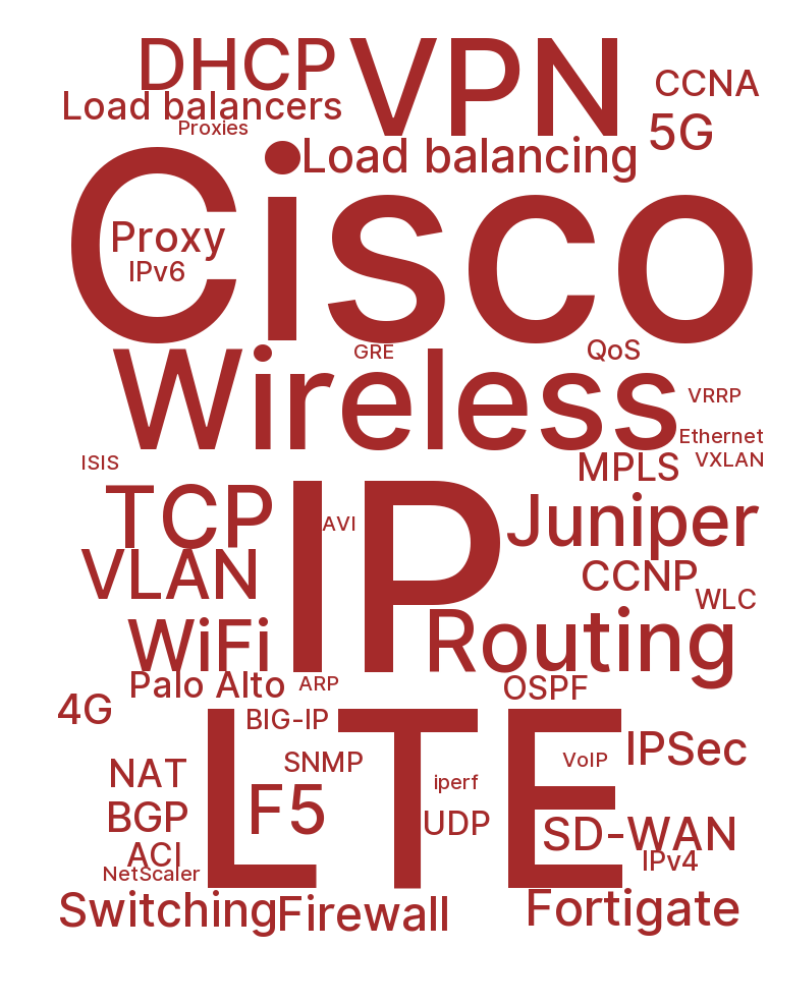 DHCP
VPN
CCNA
Load balancers
Proxies
5G
Load balancing
Cisco
Proxy
IPv6
GRE
QoS
Wireless
VRRP
Ethernet
ISIS
MPLS
VXLAN
TCP
IP
AVI
Juniper
VLAN
CCNP
WLC
WiFi
Routing
Palo Alto
ARP
OSPF
4G
BIG-IP
LTE
IPSec
NAT
SNMP
VoIP
iperf
F5
BGP
UDP
SD-WAN
ACI
IPv4
NetScaler
Switching
Firewall
Fortigate